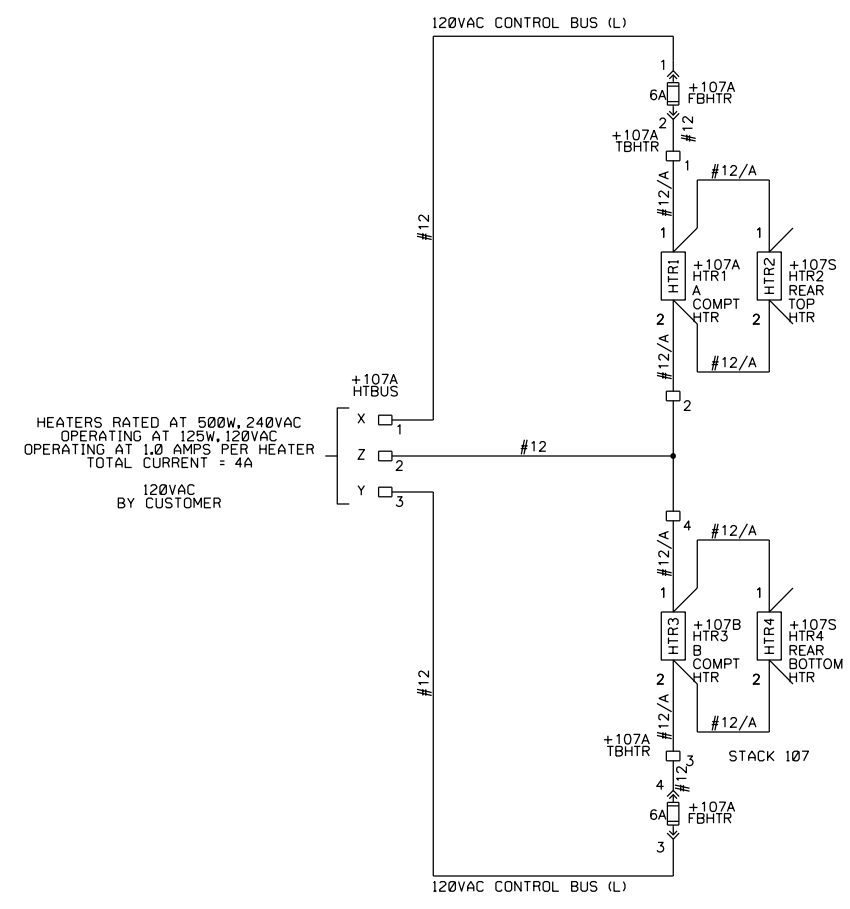 120VAC CONTROL BUS (L)
1
6A
+107A
FBHTR
2
#12
+107A
TBHTR
1
#12/A
#12/A
#12
1
1
HTR1
+107A
HTR1
A
COMPT
HTR
HTR2
+107S
HTR2
REAR
TOP
HTR
2
2
#12/A
#12/A
+107A
HTBUS
2
X
1
HEATERS RATED AT 500W,240VAC
OPERATING AT 125W,120VAC
OPERATING AT 1.0 AMPS PER HEATER
TOTAL CURRENT = 4A
Z
2
#12
120VAC
BY CUSTOMER
Y
3
4
#12/A
#12/A
1
1
HTR3
+107B
HTR3
B
COMPT
HTR
HTR4
+107S
HTR4
REAR
BOTTOM
HTR
2
2
#12
#12/A
#12/A
+107A
TBHTR
3
STACK 107
#12
4
6A
+107A
FBHTR
3
120VAC CONTROL BUS (L)